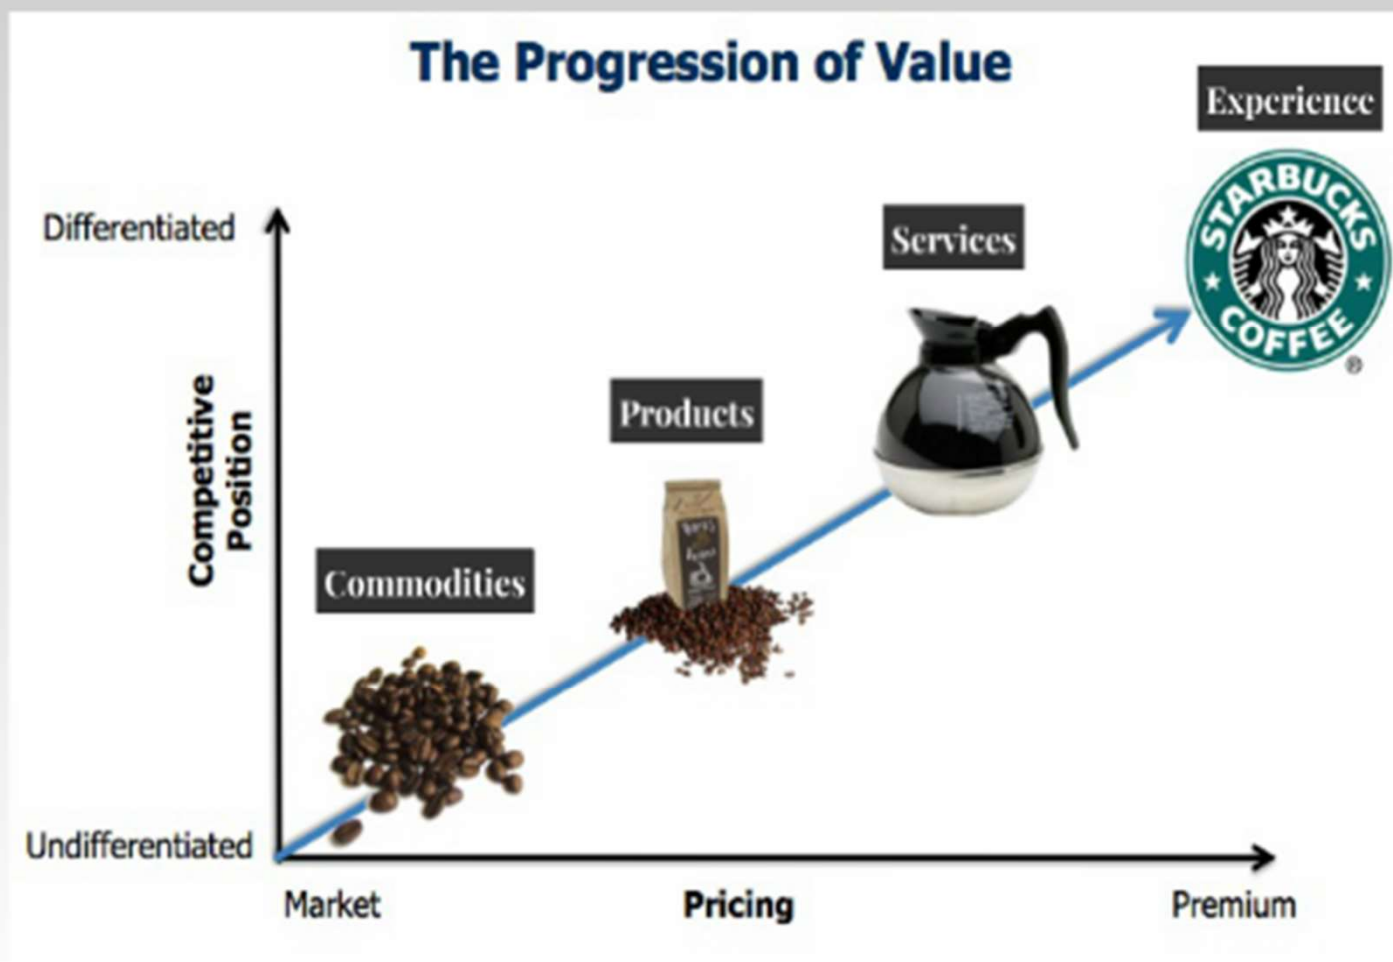 The Progression of Value
Experience
STARBUCKS
COFFEE
®
Differentiated
Services
Competitive
Position
Products
Commodities
Undifferentiated
Market
Pricing
Premium